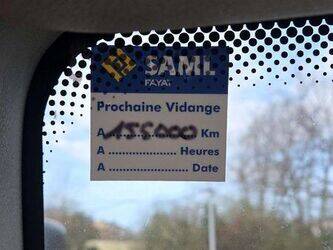 SAML
FAYAT
Prochaine Vidange
A 155000 Km
A ........................ Heures
A ................................ Date